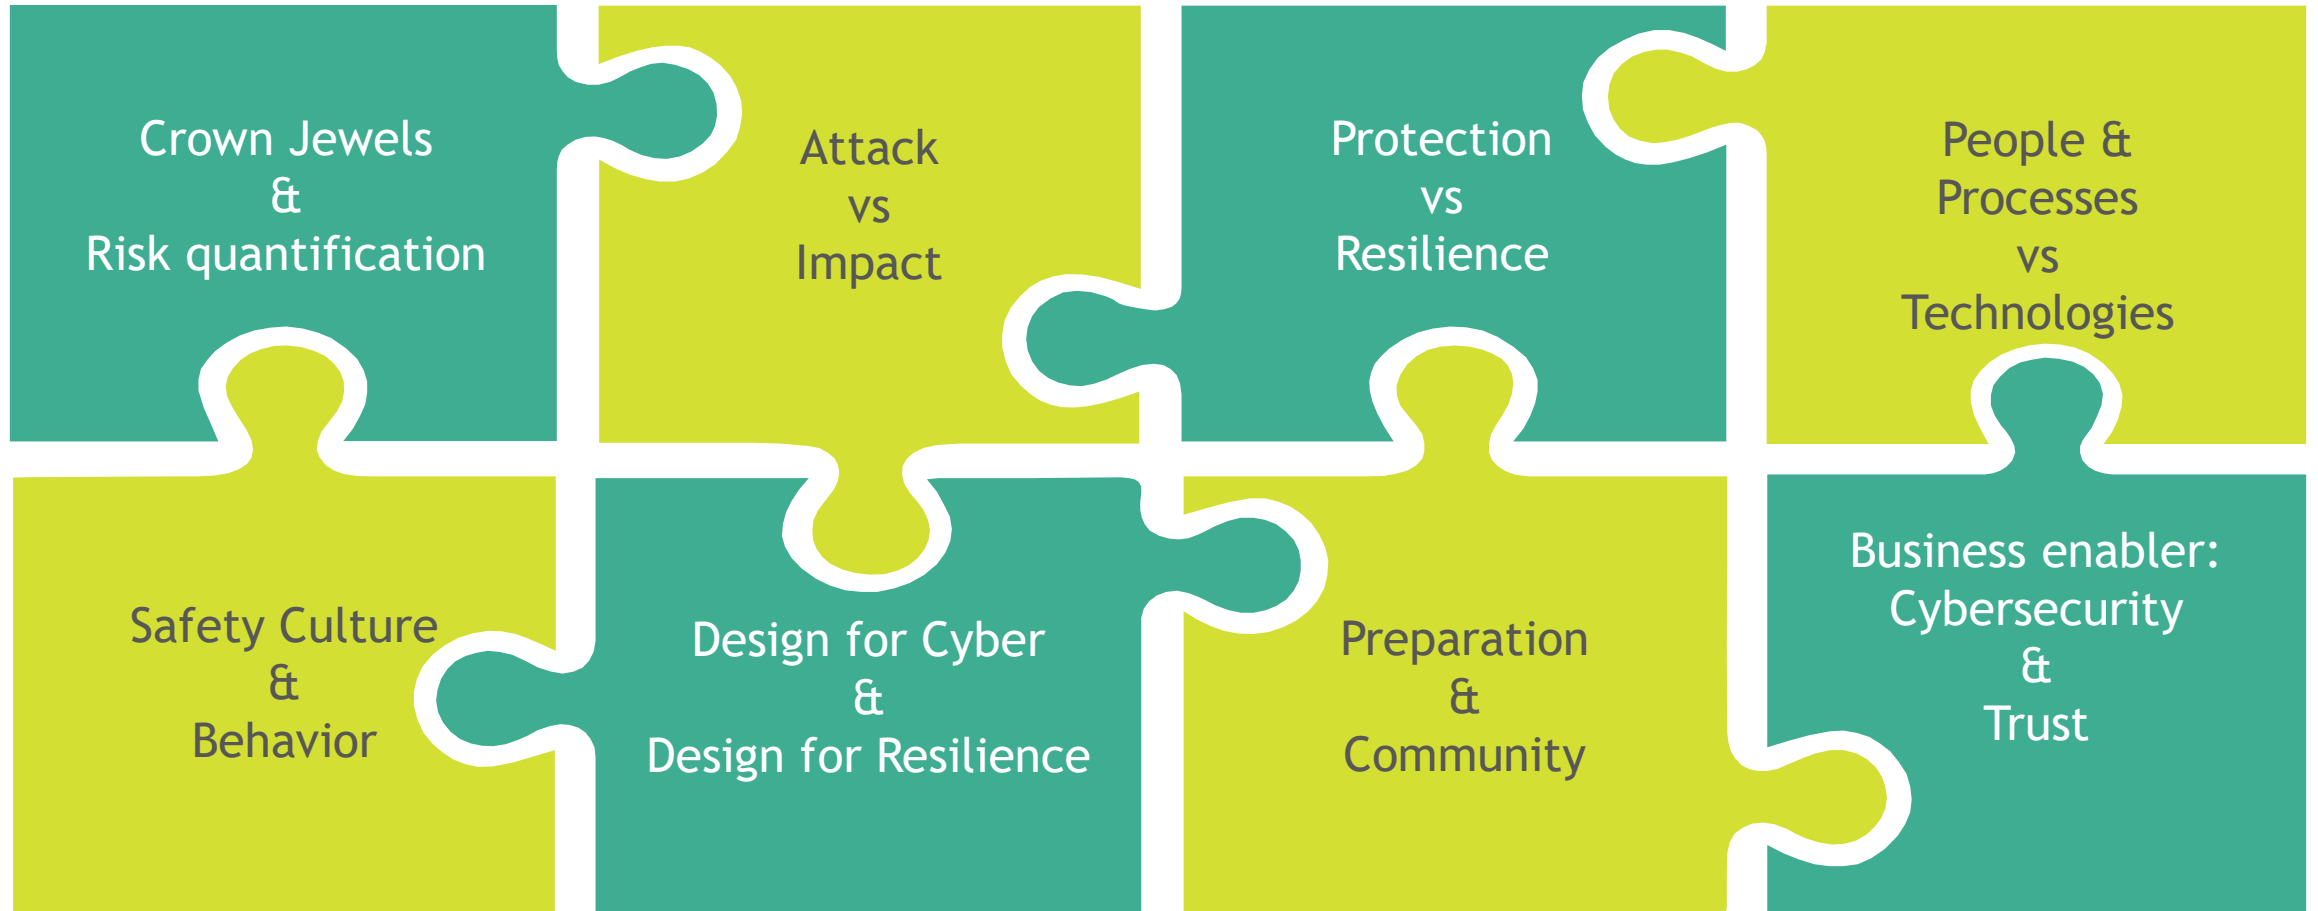 Crown Jewels
&
Risk quantification
Attack
vs
Impact
Protection
vs
Resilience
People &
Processes
vs
Technologies
Safety Culture
&
Behavior
Design for Cyber
&
Design for Resilience
Preparation
&
Community
Business enabler:
Cybersecurity
&
Trust